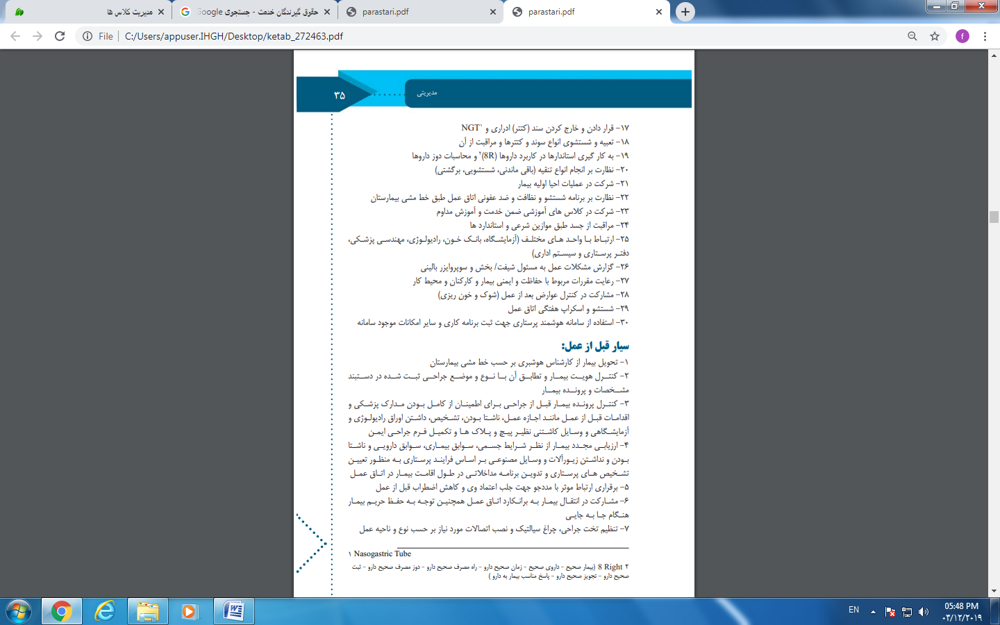 مدیریت کلاس ها
حقوق گیرندگان خدمت - جستجوی Google
parastari.pdf
parastari.pdf
File | C:/Users/appuser.IHGH/Desktop/ketab_272463.pdf
f
۳۵
مدیریتی
۱۷- قرار دادن و خارج کردن سند (کتتر) ادراری و NGT۱
۱۸- تعبیه و شستشوی انواع سوند و کتترها و مراقبت از آن
۱۹- به کار گیری استاندارها در کاربرد داروها (8R)۲ و محاسبات دوز داروها
۲۰- نظارت بر انجام انواع تنقیه (باقی ماندنی، شستشویی، برگشتی)
۲۱- شرکت در عملیات احیا اولیه بیمار
۲۲- نظارت بر برنامه شستشو و نظافت و ضد عفونی اتاق عمل طبق خط مشی بیمارستان
۲۳- شرکت در کلاس های آموزشی ضمن خدمت و آموزش مداوم
۲۴- مراقبت از جسد طبق موازین شرعی و استاندارد ها
۲۵- ارتباط با واحد های مختلف (آزمایشگاه، بانک خون، رادیولوژی، مهندسی پزشکی،
دفتر پرستاری و سیستم اداری)
۲۶- گزارش مشکلات عمل به مسئول شیفت/ بخش و سوپروایزر بالینی
۲۷- رعایت مقررات مربوط با حفاظت و ایمنی بیمار و کارکنان و محیط کار
۲۸- مشارکت در کنترل عوارض بعد از عمل (شوک و خون ریزی)
۲۹- شستشو و اسکراپ هفتگی اتاق عمل
۳۰- استفاده از سامانه هوشمند پرستاری جهت ثبت برنامه کاری و سایر امکانات موجود سامانه
سیار قبل از عمل:
۱- تحویل بیمار از کارشناس هوشبری بر حسب خط مشی بیمارستان
۲- کنترل هویت بیمار و تطابق آن با نوع و موضع جراحی ثبت شده در دستبند
مشخصات و پرونده بیمار
۳- کنترل پرونده بیمار قبل از جراحی برای اطمینان از کامل بودن مدارک پزشکی و
اقدامات قبل از عمل مانند اجازه عمل، ناشتا بودن، تشخیص، داشتن اوراق رادیولوژی و
آزمایشگاهی و وسایل کاشتنی نظیر پیچ و پلاک ها و تکمیل فرم جراحی ایمن
۴- ارزیابی مجدد بیمار از نظر شرایط جسمی، سوابق بیماری، سوابق دارویی و ناشتا
بودن و نداشتن زیورآلات و وسایل مصنوعی بر اساس فرایند پرستاری به منظور تعیین
تشخیص های پرستاری و تدوین برنامه مداخلاتی در طول اقامت بیمار در اتاق عمل
۵- برقراری ارتباط موثر با مددجو جهت جلب اعتماد وی و کاهش اضطراب قبل از عمل
۶- مشارکت در انتقال بیمار به برانکارد اتاق عمل همچنین توجه به حفظ حریم بیمار
هنگام جا به جایی
۷- تنظیم تخت جراحی، چراغ سیالتیک و نصب اتصالات مورد نیاز بر حسب نوع و ناحیه عمل
۱ Nasogastric Tube
۲ 8 Right (بیمار صحیح - داروی صحیح - زمان صحیح دارو - راه مصرف صحیح دارو - دوز مصرف صحیح دارو - ثبت
صحیح دارو - تجویز صحیح دارو - پاسخ مناسب بیمار به دارو )
EN
05:48 PM
۰۳/۱۲/۲۰۱۹